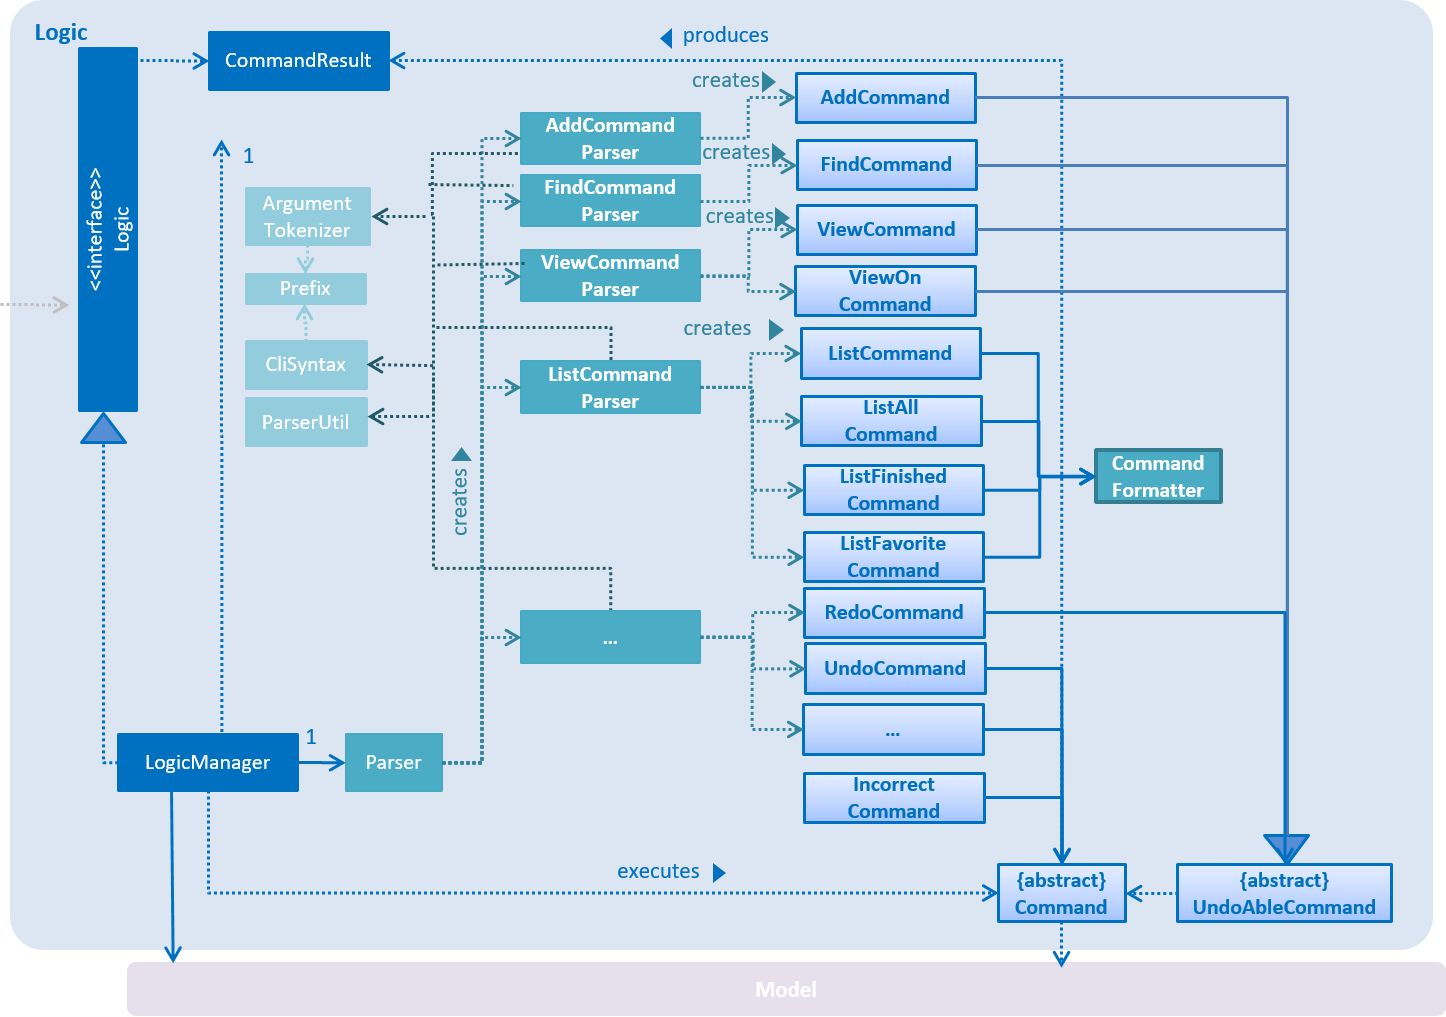 Logic
<<interface>>
Logic
CommandResult
produces
creates
AddCommand
AddCommand
Parser
creates
FindCommand
1
Argument
Tokenizer
FindCommand
Parser
creates
ViewCommand
ViewCommand
Parser
Prefix
ViewOn
Command
creates
ListCommand
CliSyntax
ListCommand
Parser
ParserUtil
ListAll
Command
creates
Command
Formatter
ListFinished
Command
ListFavorite
Command
RedoCommand
...
UndoCommand
...
1
LogicManager
Parser
Incorrect
Command
executes
{abstract}
Command
{abstract}
UndoAbleCommand
Model